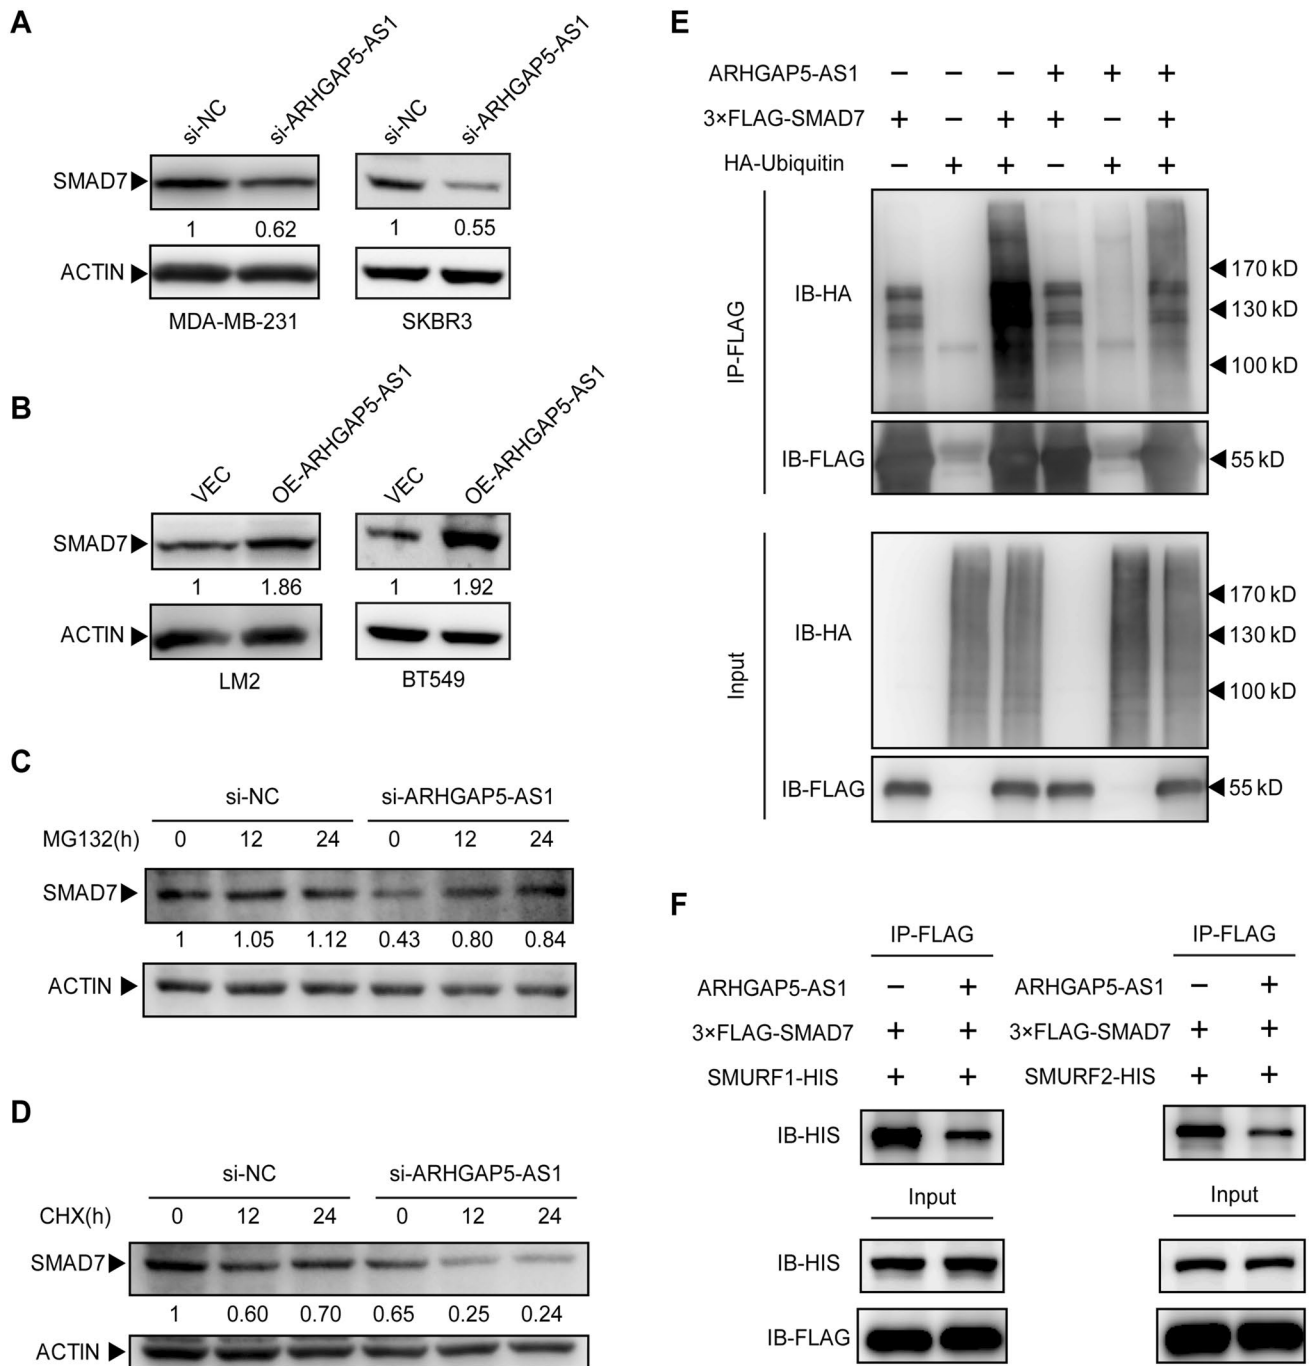 A
si-NC
si-ARHGAP5-AS1
si-NC
si-ARHGAP5-AS1
SMAD7
1 0.62 1 0.55
ACTIN
MDA-MB-231 SKBR3
B
VEC
OE-ARHGAP5-AS1
VEC
OE-ARHGAP5-AS1
SMAD7
1 1.86 1 1.92
ACTIN
LM2 BT549
C
si-NC si-ARHGAP5-AS1
MG132(h) 0 12 24 0 12 24
SMAD7
1 1.05 1.12 0.43 0.80 0.84
ACTIN
D
si-NC si-ARHGAP5-AS1
CHX(h) 0 12 24 0 12 24
SMAD7
1 0.60 0.70 0.65 0.25 0.24
ACTIN
E
ARHGAP5-AS1 − − − + + +
3×FLAG-SMAD7 + − + + − +
HA-Ubiquitin − + + − + +
IP-FLAG
IB-HA
170 kD
130 kD
100 kD
IB-FLAG
55 kD
Input
IB-HA
170 kD
130 kD
100 kD
IB-FLAG
55 kD
F
IP-FLAG
ARHGAP5-AS1 − +
3×FLAG-SMAD7 + +
SMURF1-HIS + +
IB-HIS
Input
IB-HIS
IB-FLAG
IP-FLAG
ARHGAP5-AS1 − +
3×FLAG-SMAD7 + +
SMURF2-HIS + +
Input